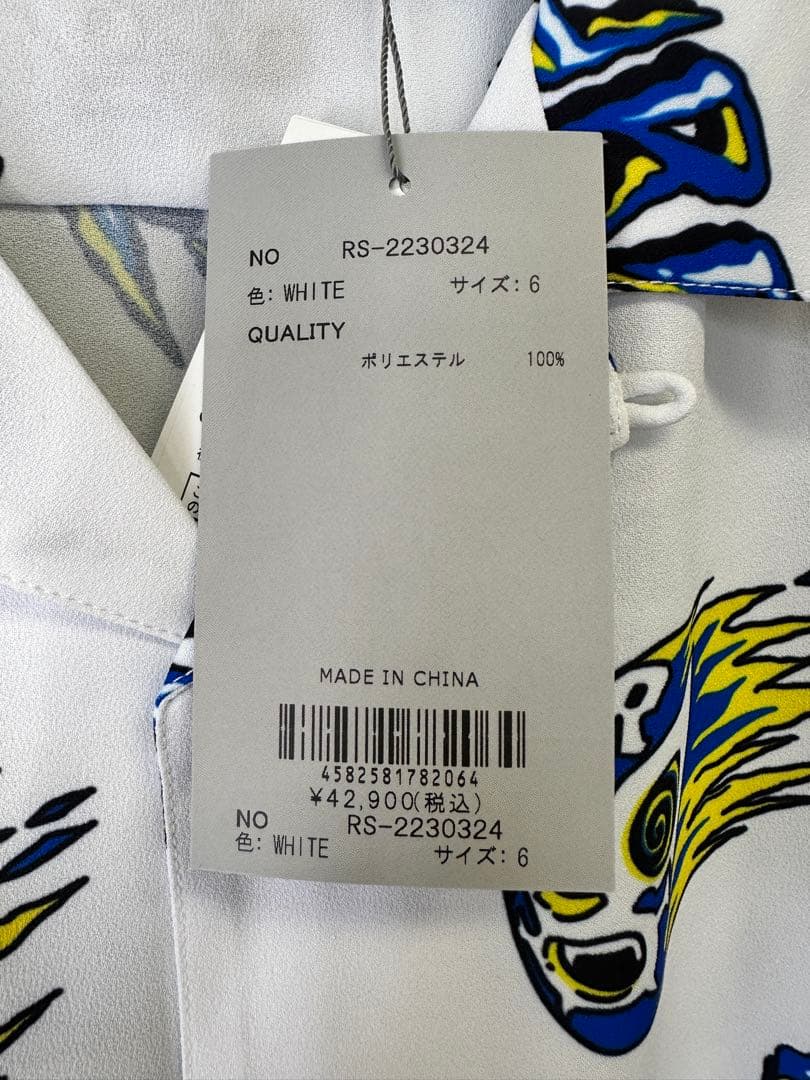 NO RS-2230324
色: WHITE サイズ: 6
QUALITY
ポリエステル 100%
MADE IN CHINA
4582581782064
¥42,900(税込)
NO RS-2230324
色: WHITE サイズ: 6